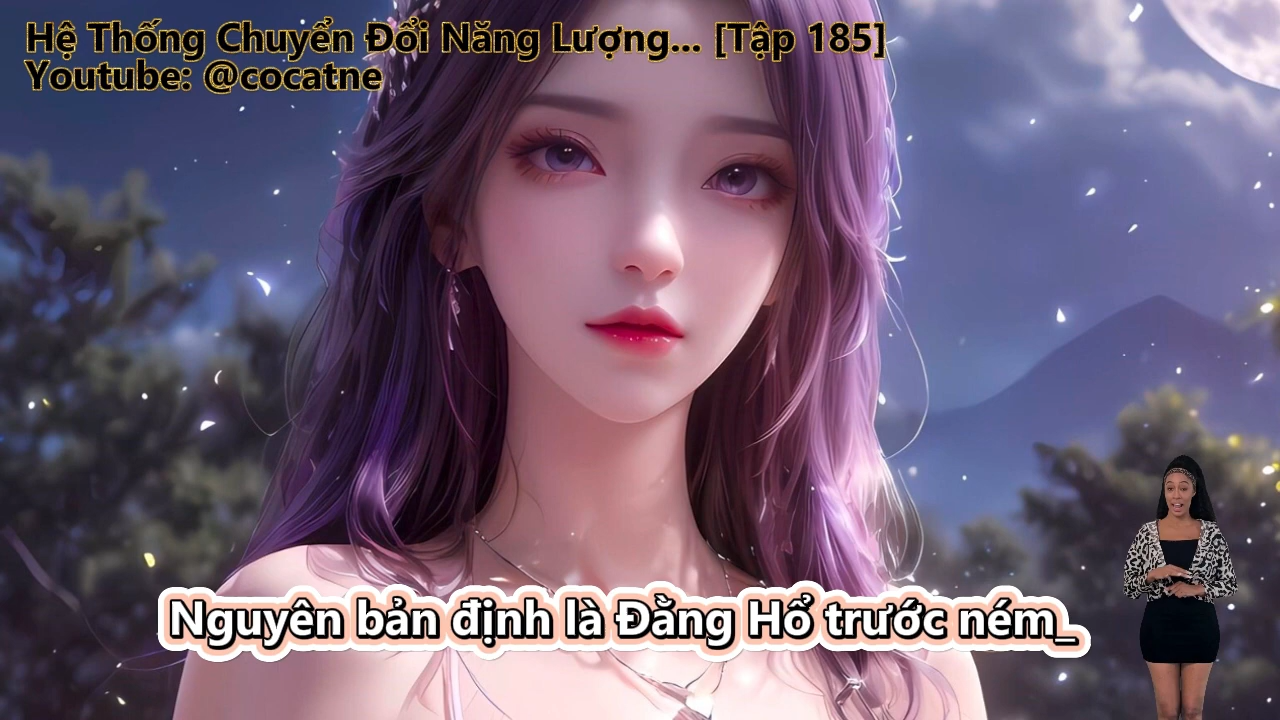 Hệ Thống Chuyển Đổi Năng Lượng... [Tập 185]
Youtube: @cocatne
Nguyên bản định là Đằng Hổ trước ném_